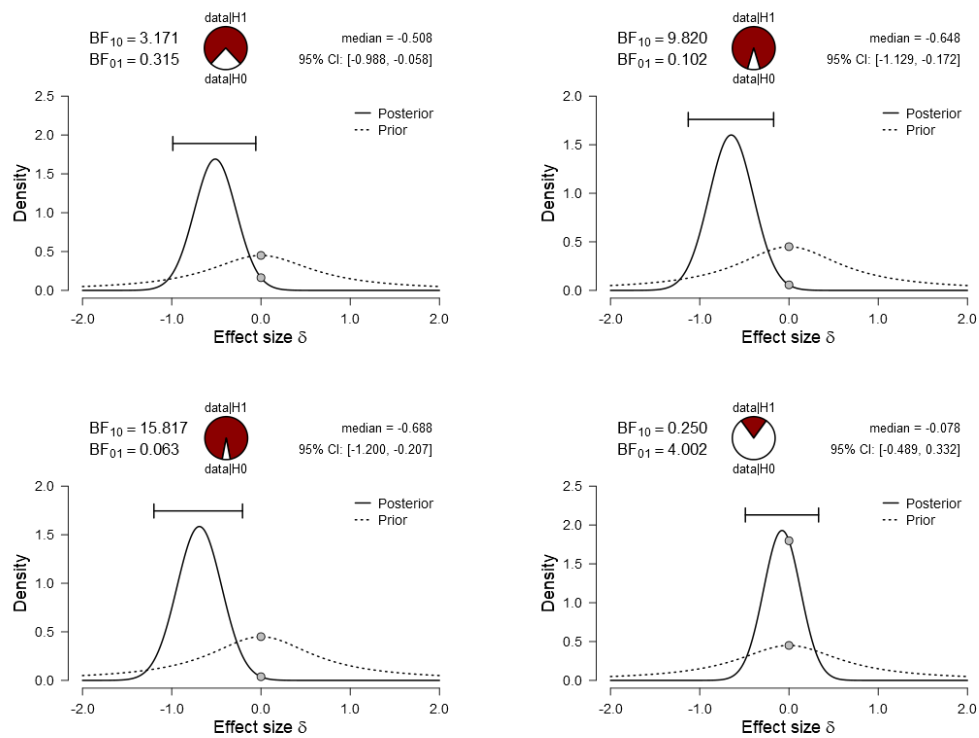 data|H1
BF10 = 3.171
BF01 = 0.315
median = -0.508
95% CI: [-0.988, -0.058]
data|H0
2.5
2.0
1.5
1.0
0.5
0.0
Density
Posterior
Prior
-2.0 -1.0 0.0 1.0 2.0
Effect size δ
data|H1
BF10 = 9.820
BF01 = 0.102
median = -0.648
95% CI: [-1.129, -0.172]
data|H0
2.0
1.5
1.0
0.5
0.0
Density
Posterior
Prior
-2.0 -1.0 0.0 1.0 2.0
Effect size δ
data|H1
BF10 = 15.817
BF01 = 0.063
median = -0.688
95% CI: [-1.200, -0.207]
data|H0
2.0
1.5
1.0
0.5
0.0
Density
Posterior
Prior
-2.0 -1.0 0.0 1.0 2.0
Effect size δ
data|H1
BF10 = 0.250
BF01 = 4.002
median = -0.078
95% CI: [-0.489, 0.332]
data|H0
2.5
2.0
1.5
1.0
0.5
0.0
Density
Posterior
Prior
-2.0 -1.0 0.0 1.0 2.0
Effect size δ